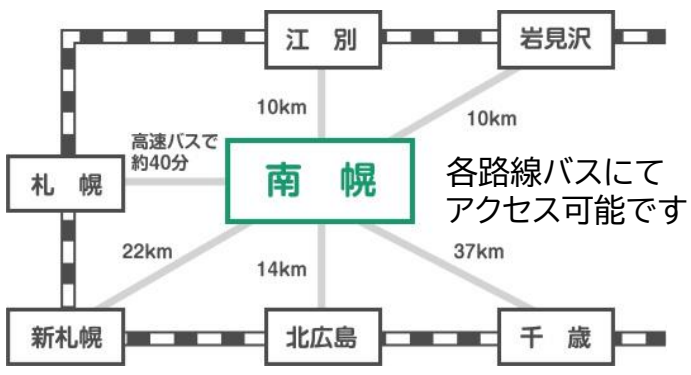 江 別
岩見沢
10km
10km
高速バスで
約40分
札 幌
南 幌
各路線バスにて
アクセス可能です
22km
14km
37km
新札幌
北広島
千 歳